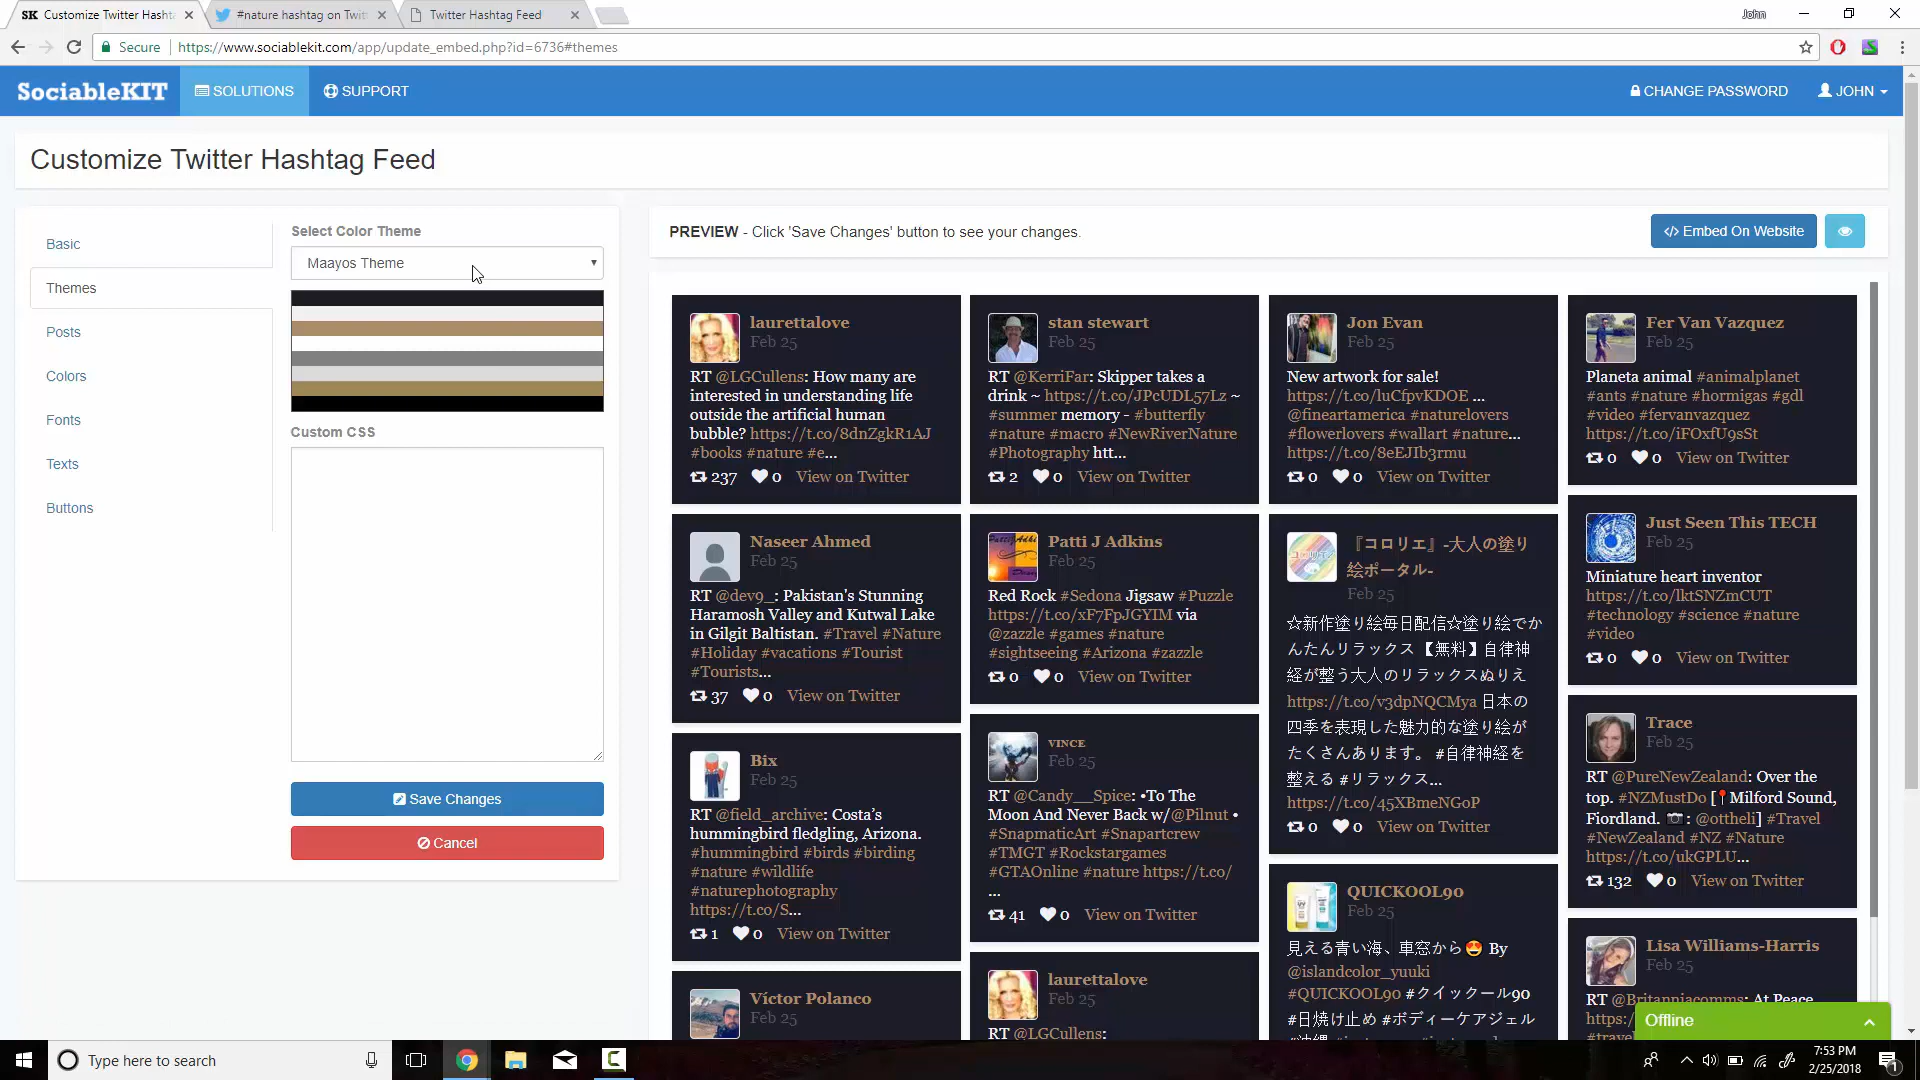 SK Customize Twitter Hashta
#nature hashtag on Twit
Twitter Hashtag Feed
John
Secure
https://www.sociablekit.com/app/update_embed.php?id=6736#themes
SociableKIT
SOLUTIONS
SUPPORT
CHANGE PASSWORD
JOHN
Customize Twitter Hashtag Feed
Basic
Themes
Posts
Colors
Fonts
Texts
Buttons
Select Color Theme
Maayos Theme
Custom CSS
Save Changes
Cancel
PREVIEW - Click 'Save Changes' button to see your changes.
</> Embed On Website
laurettalove
Feb 25
RT @LGCullens: How many are
interested in understanding life
outside the artificial human
bubble? https://t.co/8dnZgkR1AJ
#books #nature #e...
237 0 View on Twitter
Naseer Ahmed
Feb 25
RT @dev9_: Pakistan's Stunning
Haramosh Valley and Kutwal Lake
in Gilgit Baltistan. #Travel #Nature
#Holiday #vacations #Tourist
#Tourists...
37 0 View on Twitter
Bix
Feb 25
RT @field_archive: Costa's
hummingbird fledgling, Arizona.
#hummingbird #birds #birding
#nature #wildlife
#naturephotography
https://t.co/S...
1 0 View on Twitter
Víctor Polanco
Feb 25
stan stewart
Feb 25
RT @KerriFar: Skipper takes a
drink ~ https://t.co/JPcUDL57Lz ~
#summer memory - #butterfly
#nature #macro #NewRiverNature
#Photography htt...
2 0 View on Twitter
Patti J Adkins
Feb 25
Red Rock #Sedona Jigsaw #Puzzle
https://t.co/xF7FpJGYIM via
@zazzle #games #nature
#sightseeing #Arizona #zazzle
0 0 View on Twitter
VINCE
Feb 25
RT @Candy__Spice: •To The
Moon And Never Back w/@Pilnut •
#SnapmaticArt #Snapartcrew
#TMGT #Rockstargames
#GTAOnline #nature https://t.co/
...
41 0 View on Twitter
laurettalove
Feb 25
RT @LGCullens:
Jon Evan
Feb 25
New artwork for sale!
https://t.co/luCfpvKDOE ...
@fineartamerica #naturelovers
#flowerlovers #wallart #nature...
https://t.co/8eEJIb3rmu
0 0 View on Twitter
『コロリエ』-大人の塗り
絵ポータル-
Feb 25
☆新作塗り絵毎日配信☆塗り絵でか
んたんリラックス 【無料】自律神
経が整う大人のリラックスぬりえ
https://t.co/v3dpNQCMya 日本の
四季を表現した魅力的な塗り絵が
たくさんあります。 #自律神経を
整える #リラックス...
https://t.co/45XBmeNGoP
0 0 View on Twitter
QUICKOOL90
Feb 25
見える青い海、車窓から😍 By
@islandcolor_yuuki
#QUICKOOL90 #クイックール90
#日焼け止め #ボディーケアジェル
Fer Van Vazquez
Feb 25
Planeta animal #animalplanet
#ants #nature #hormigas #gdl
#video #fervanvazquez
https://t.co/iFOxfU9sSt
0 0 View on Twitter
Just Seen This TECH
Feb 25
Miniature heart inventor
https://t.co/lktSNZmCUT
#technology #science #nature
#video
0 0 View on Twitter
Trace
Feb 25
RT @PureNewZealand: Over the
top. #NZMustDo [📍Milford Sound,
Fiordland. 📷: @ottheli] #Travel
#NewZealand #NZ #Nature
https://t.co/ukGPLU...
132 0 View on Twitter
Lisa Williams-Harris
Feb 25
RT @Britanniacomms: At Peace
https:/
#trave
Offline
Type here to search
7:53 PM
2/25/2018
1